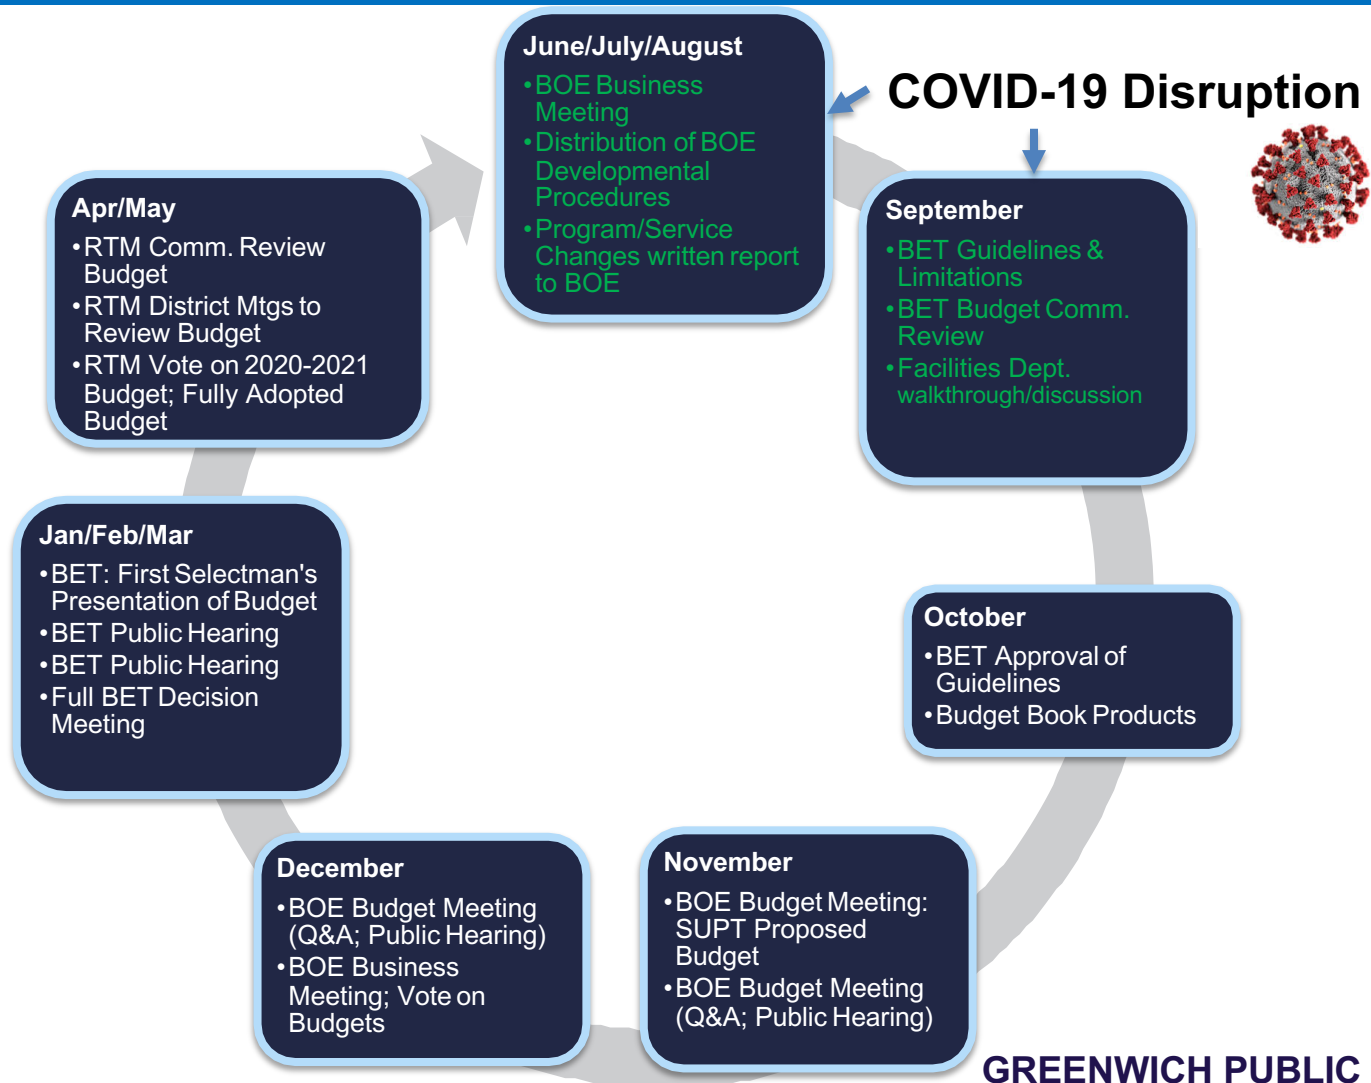 June/July/August
•BOE Business
Meeting
•Distribution of BOE
Developmental
Procedures
•Program/Service
Changes written report
to BOE
COVID-19 Disruption
September
•BET Guidelines &
Limitations
•BET Budget Comm.
Review
•Facilities Dept.
walkthrough/discussion
October
•BET Approval of
Guidelines
•Budget Book Products
November
•BOE Budget Meeting:
SUPT Proposed
Budget
•BOE Budget Meeting
(Q&A; Public Hearing)
December
•BOE Budget Meeting
(Q&A; Public Hearing)
•BOE Business
Meeting; Vote on
Budgets
Jan/Feb/Mar
•BET: First Selectman's
Presentation of Budget
•BET Public Hearing
•BET Public Hearing
•Full BET Decision
Meeting
Apr/May
•RTM Comm. Review
Budget
•RTM District Mtgs to
Review Budget
•RTM Vote on 2020-2021
Budget; Fully Adopted
Budget
GREENWICH PUBLIC